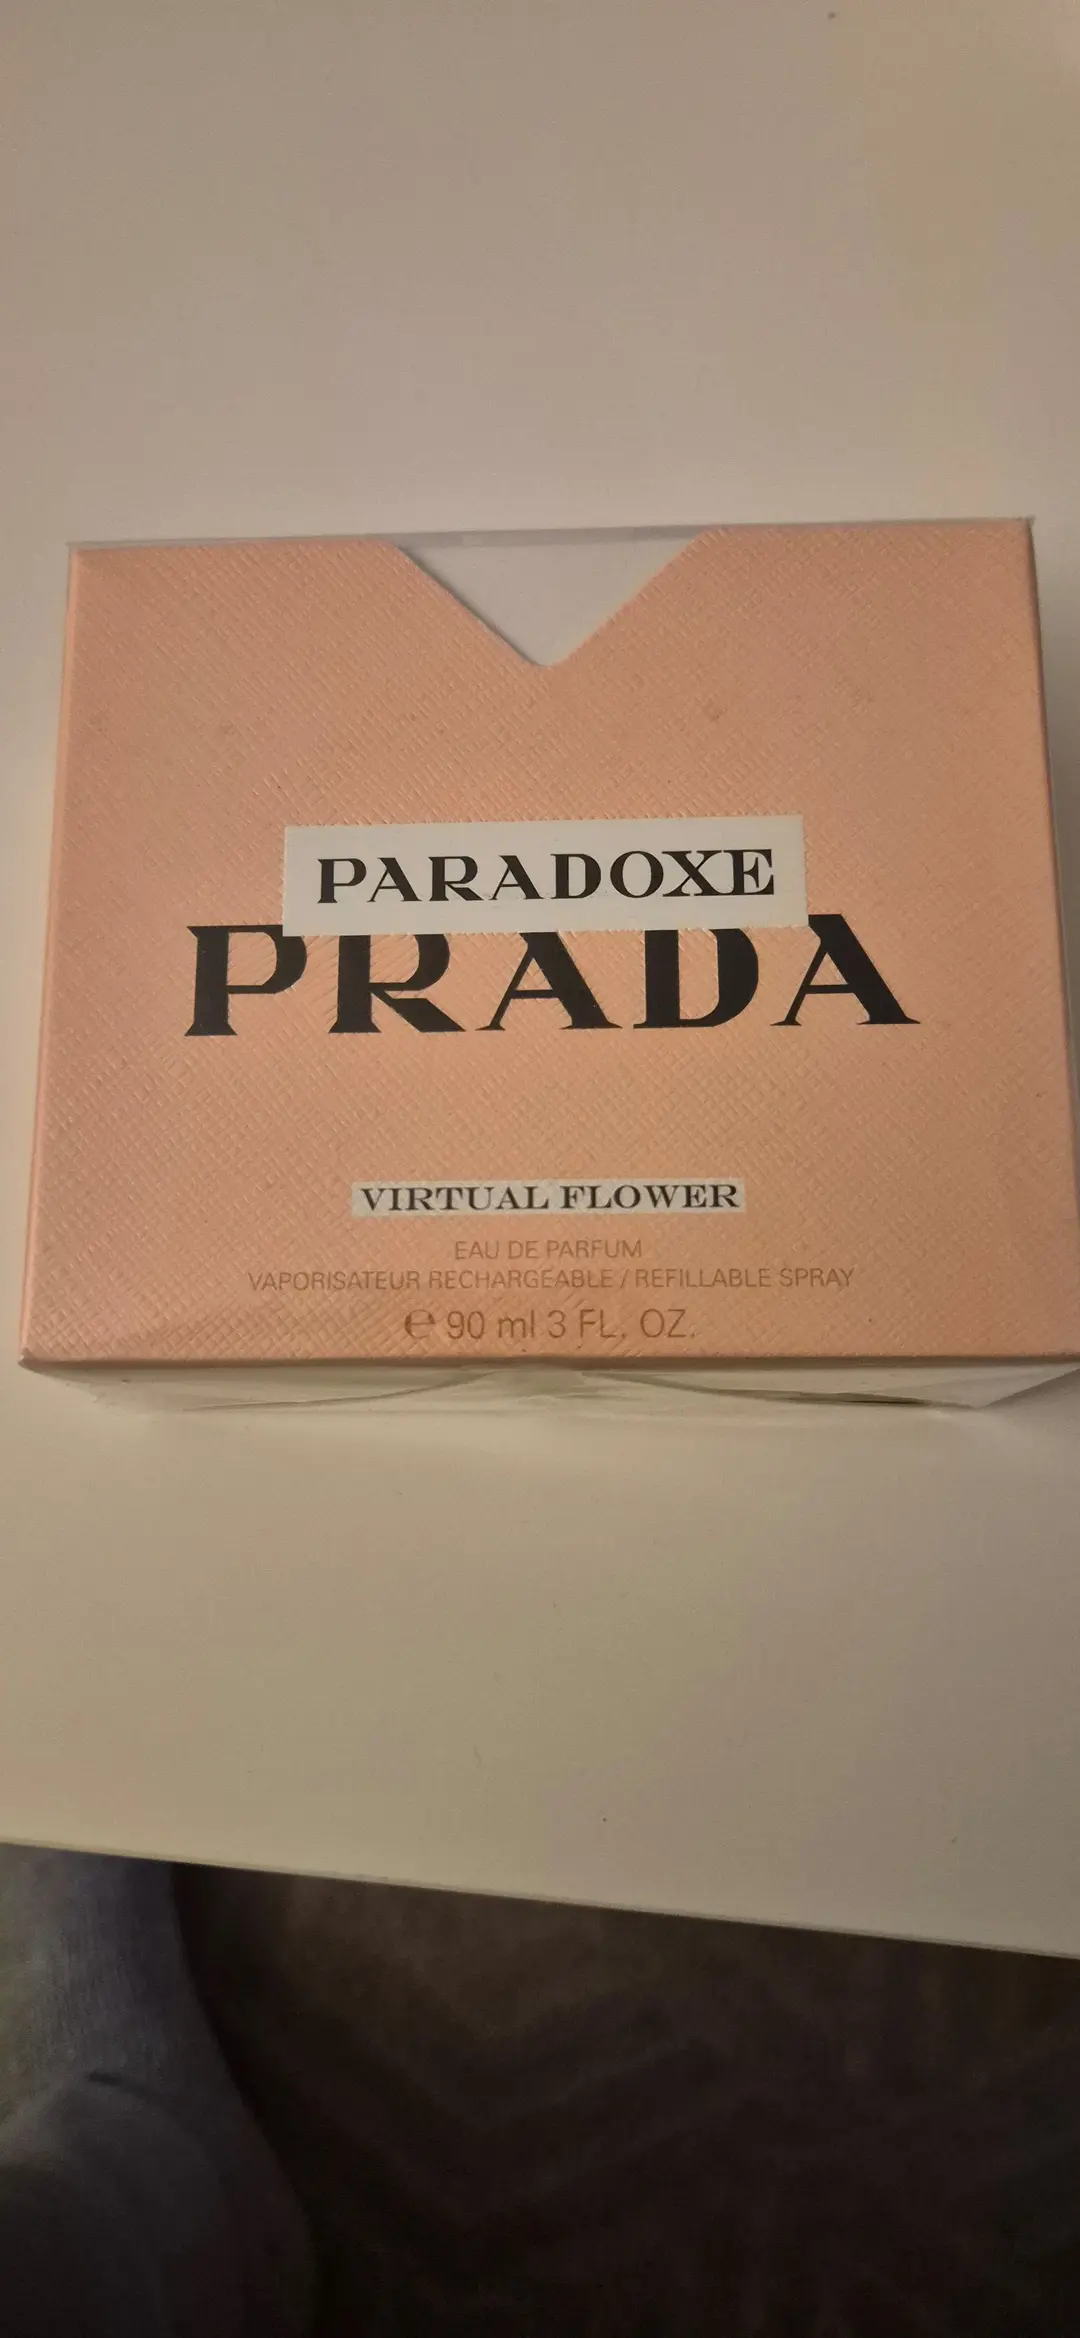 PARADOXE
PRADA
VIRTUAL FLOWER
EAU DE PARFUM
VAPORISATEUR RECHARGEABLE / REFILLABLE SPRAY
℮ 90 ml 3 FL. OZ.